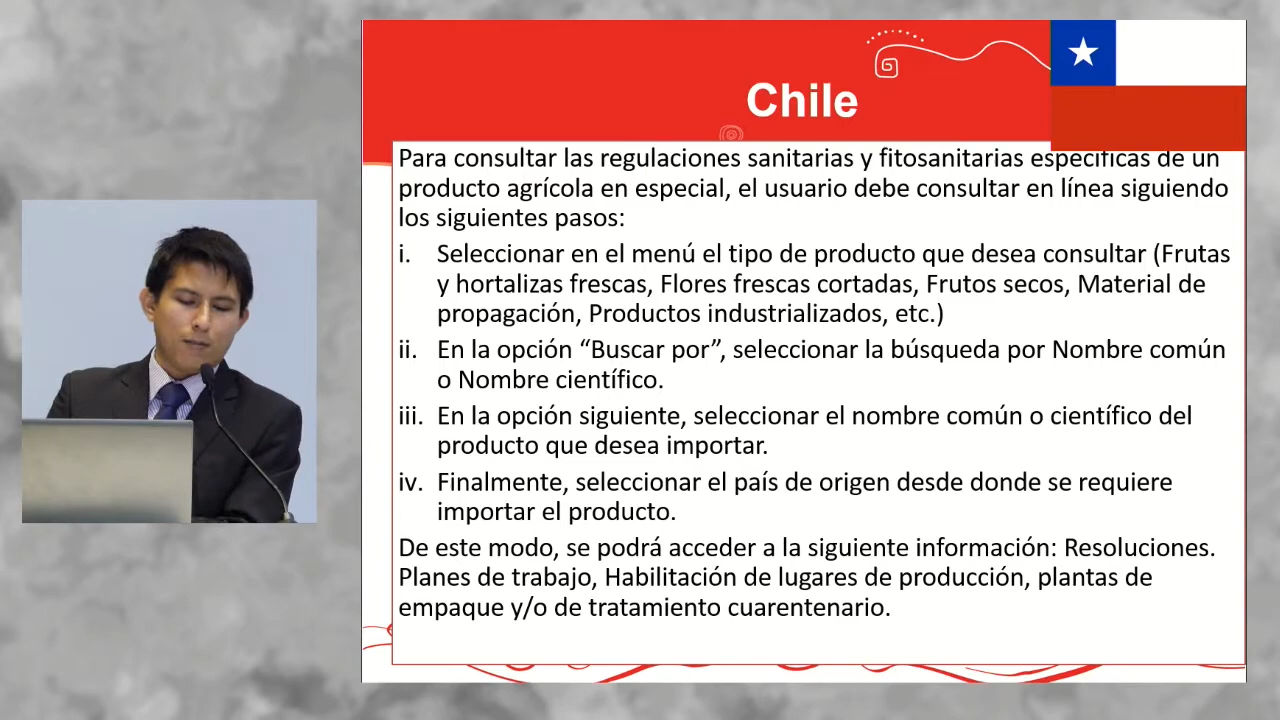 Chile
Para consultar las regulaciones sanitarias y fitosanitarias específicas de un
producto agrícola en especial, el usuario debe consultar en línea siguiendo
los siguientes pasos:
i. Seleccionar en el menú el tipo de producto que desea consultar (Frutas
y hortalizas frescas, Flores frescas cortadas, Frutos secos, Material de
propagación, Productos industrializados, etc.)
ii. En la opción “Buscar por”, seleccionar la búsqueda por Nombre común
o Nombre científico.
iii. En la opción siguiente, seleccionar el nombre común o científico del
producto que desea importar.
iv. Finalmente, seleccionar el país de origen desde donde se requiere
importar el producto.
De este modo, se podrá acceder a la siguiente información: Resoluciones.
Planes de trabajo, Habilitación de lugares de producción, plantas de
empaque y/o de tratamiento cuarentenario.